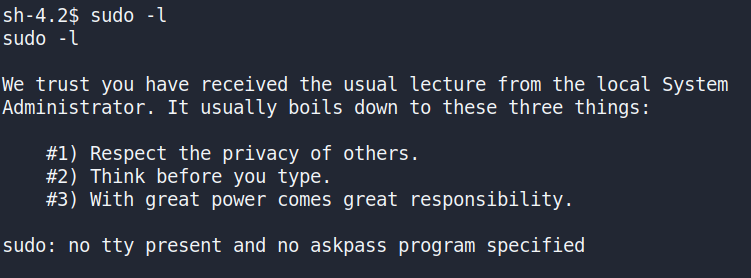 sh-4.2$ sudo -l
sudo -l
We trust you have received the usual lecture from the local System
Administrator. It usually boils down to these three things:
#1) Respect the privacy of others.
#2) Think before you type.
#3) With great power comes great responsibility.
sudo: no tty present and no askpass program specified